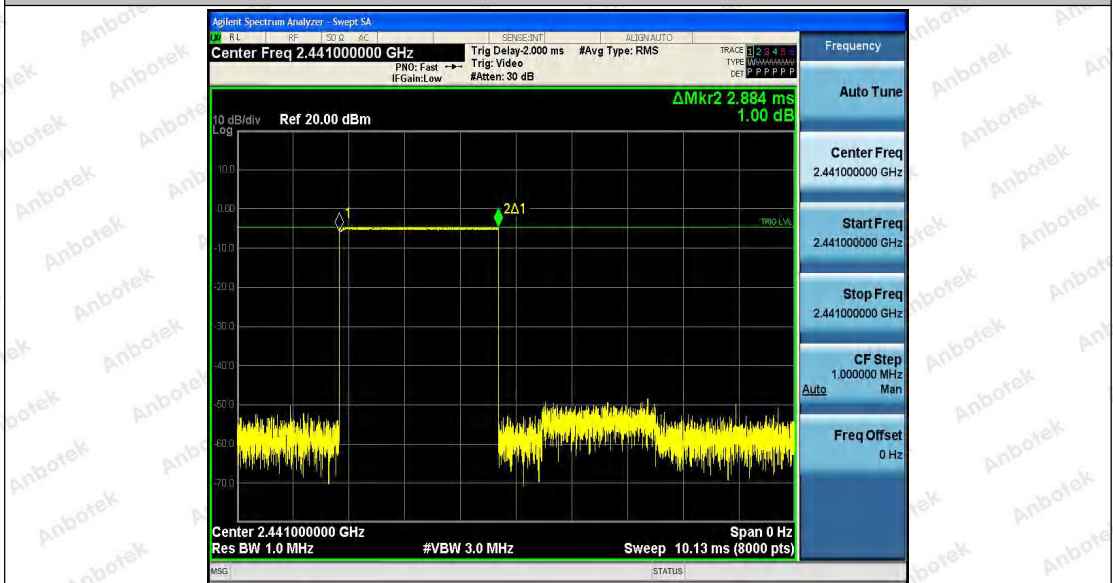 Agilent Spectrum Analyzer - Swept SA
RL RF 50 Ω AC SENSE:INT ALIGN AUTO
Center Freq 2.441000000 GHz
PNO: Fast
IFGain:Low
Trig Delay-2.000 ms #Avg Type: RMS
Trig: Video
#Atten: 30 dB
TRACE 1 2 3 4 5 6
TYPE
DET P P P P P P
ΔMkr2 2.884 ms
1.00 dB
10 dB/div Ref 20.00 dBm
Log
10.0
0.00
-10.0
-20.0
-30.0
-40.0
-50.0
-60.0
-70.0
1
2Δ1
TRIG LVL
Center 2.441000000 GHz Span 0 Hz
Res BW 1.0 MHz #VBW 3.0 MHz Sweep 10.13 ms (8000 pts)
MSG STATUS
Frequency
Auto Tune
Center Freq
2.441000000 GHz
Start Freq
2.441000000 GHz
Stop Freq
2.441000000 GHz
CF Step
1.000000 MHz
Auto Man
Freq Offset
0 Hz
Anbotek